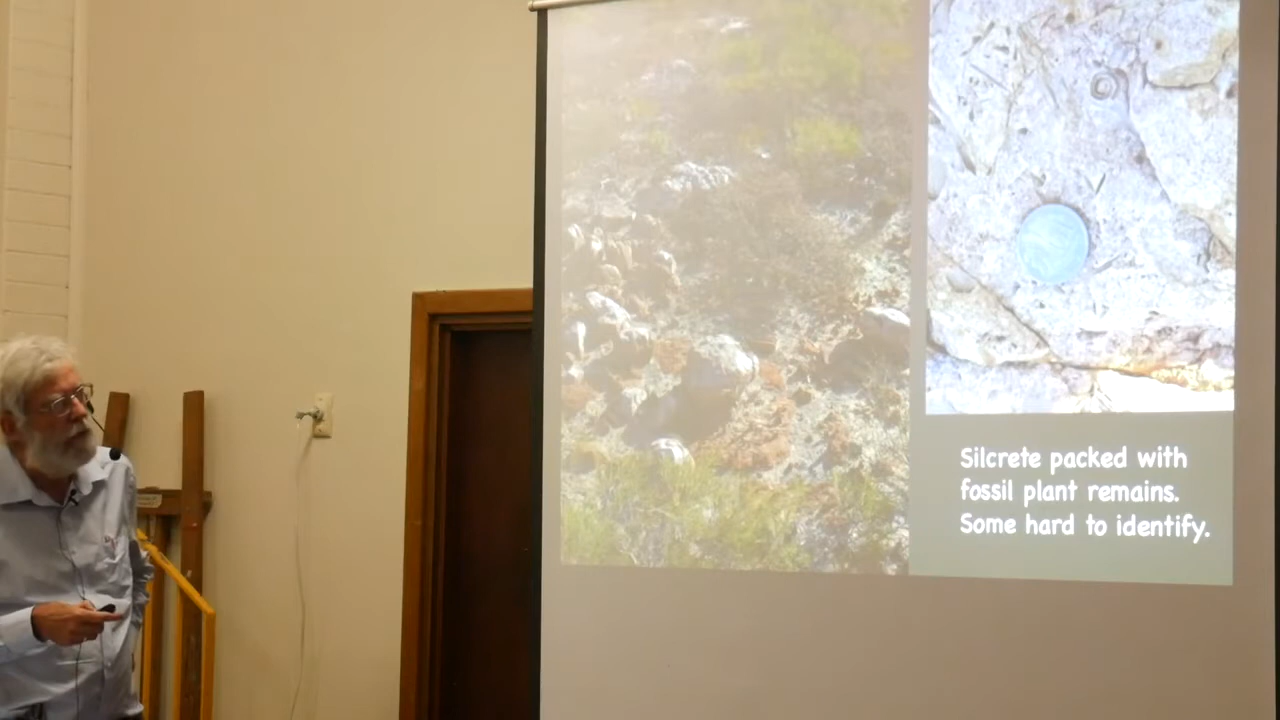 Silcrete packed with
fossil plant remains.
Some hard to identify.